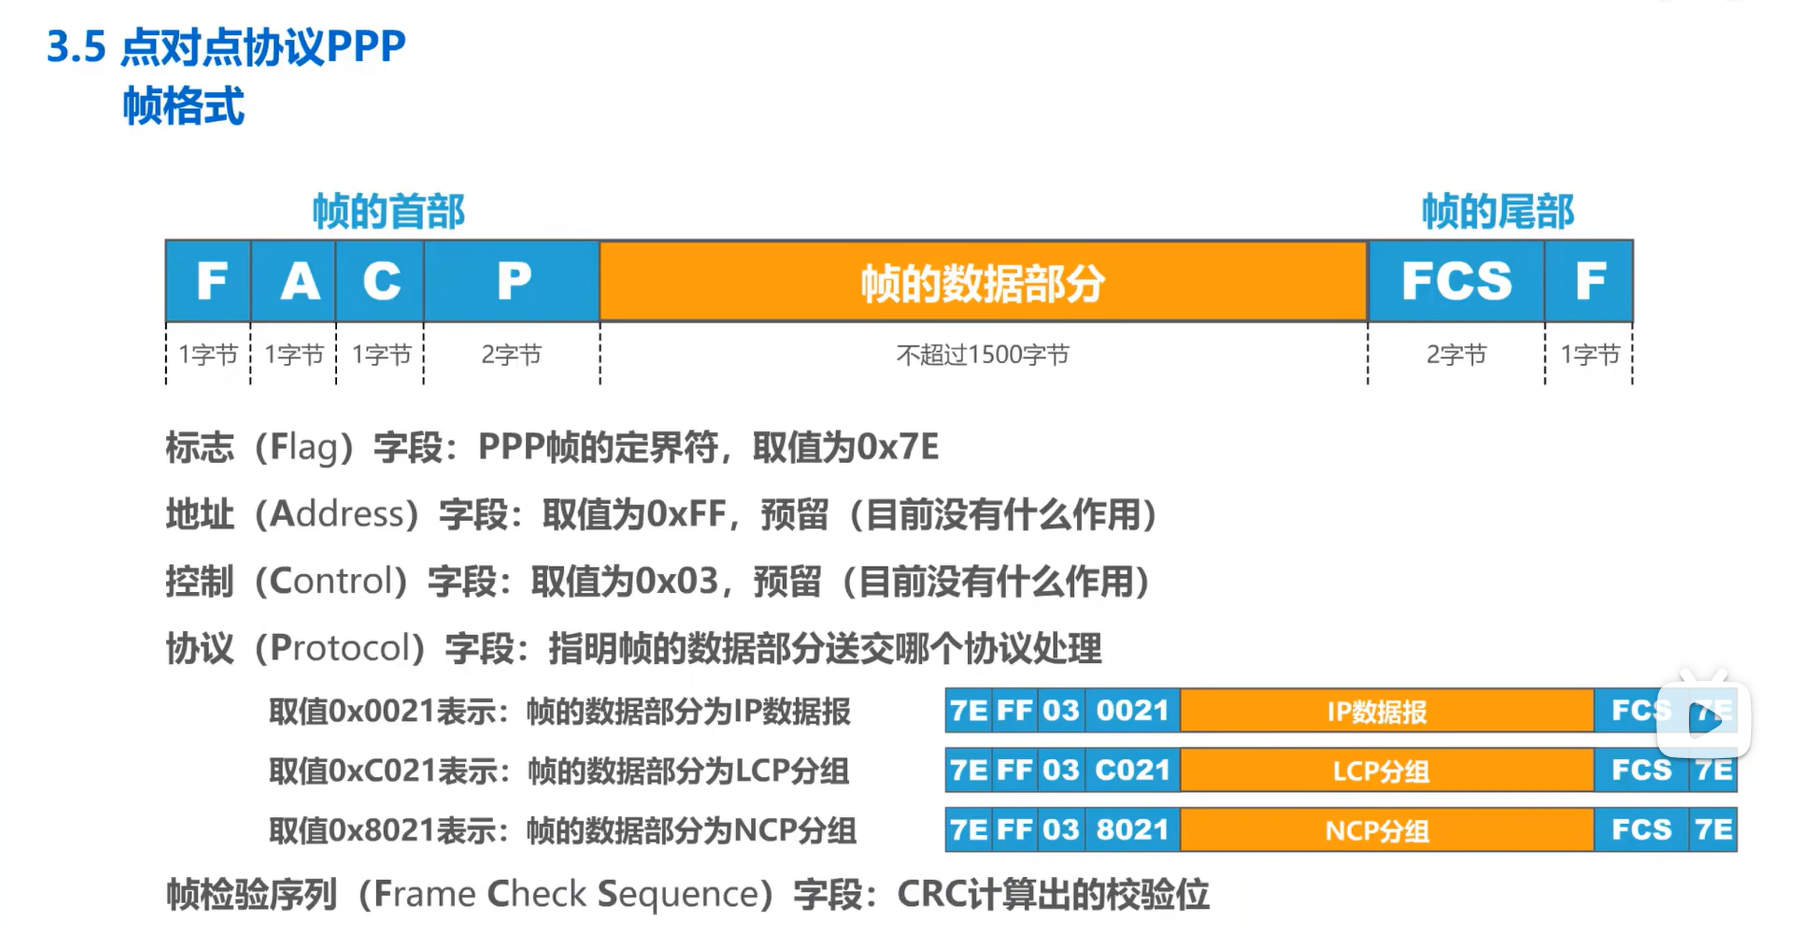 3.5 点对点协议PPP
帧格式
帧的首部 帧的尾部
F A C P 帧的数据部分 FCS F
1字节 1字节 1字节 2字节 不超过1500字节 2字节 1字节
标志（Flag）字段：PPP帧的定界符，取值为0x7E
地址（Address）字段：取值为0xFF，预留（目前没有什么作用）
控制（Control）字段：取值为0x03，预留（目前没有什么作用）
协议（Protocol）字段：指明帧的数据部分送交哪个协议处理
取值0x0021表示：帧的数据部分为IP数据报 7E FF 03 0021 IP数据报 FCS 7E
取值0xC021表示：帧的数据部分为LCP分组 7E FF 03 C021 LCP分组 FCS 7E
取值0x8021表示：帧的数据部分为NCP分组 7E FF 03 8021 NCP分组 FCS 7E
帧检验序列（Frame Check Sequence）字段：CRC计算出的校验位